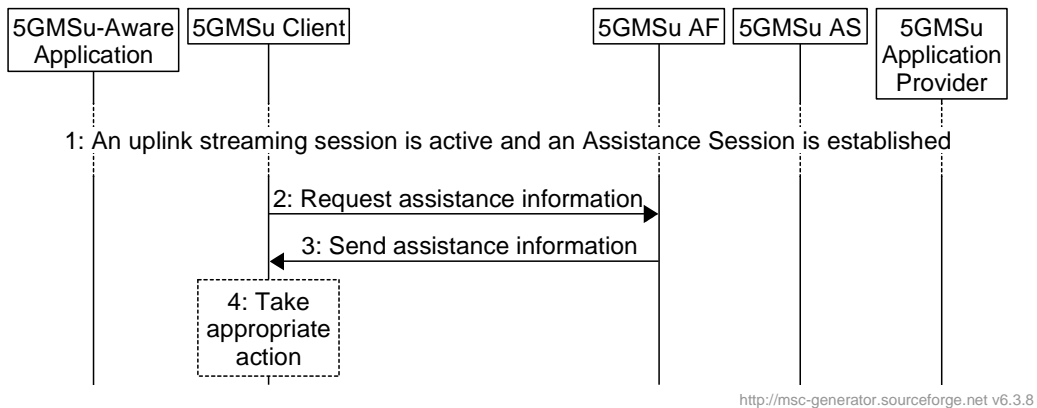 5GMSu-Aware
Application
5GMSu Client
5GMSu AF
5GMSu AS
5GMSu
Application
Provider
1: An uplink streaming session is active and an Assistance Session is established
2: Request assistance information
3: Send assistance information
4: Take
appropriate
action
http://msc-generator.sourceforge.net v6.3.8